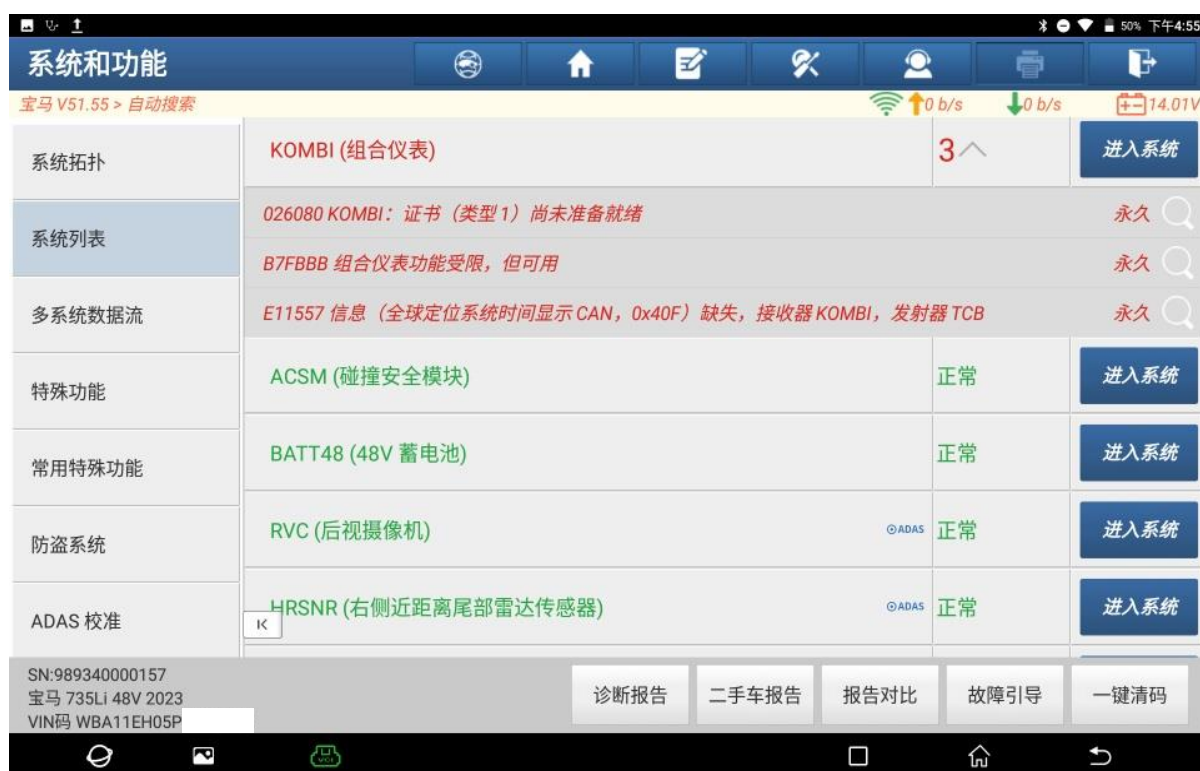 50% 下午4:55
系统和功能
宝马 V51.55 > 自动搜索
0 b/s
0 b/s
14.01V
系统拓扑
系统列表
多系统数据流
特殊功能
常用特殊功能
防盗系统
ADAS 校准
KOMBI (组合仪表) 3 进入系统
026080 KOMBI：证书（类型 1）尚未准备就绪 永久
B7FBBB 组合仪表功能受限，但可用 永久
E11557 信息（全球定位系统时间显示 CAN，0x40F）缺失，接收器 KOMBI，发射器 TCB 永久
ACSM (碰撞安全模块) 正常 进入系统
BATT48 (48V 蓄电池) 正常 进入系统
RVC (后视摄像机) ADAS 正常 进入系统
HRSNR (右侧近距离尾部雷达传感器) ADAS 正常 进入系统
SN:989340000157
宝马 735Li 48V 2023
VIN码 WBA11EH05P
诊断报告
二手车报告
报告对比
故障引导
一键清码
VCI